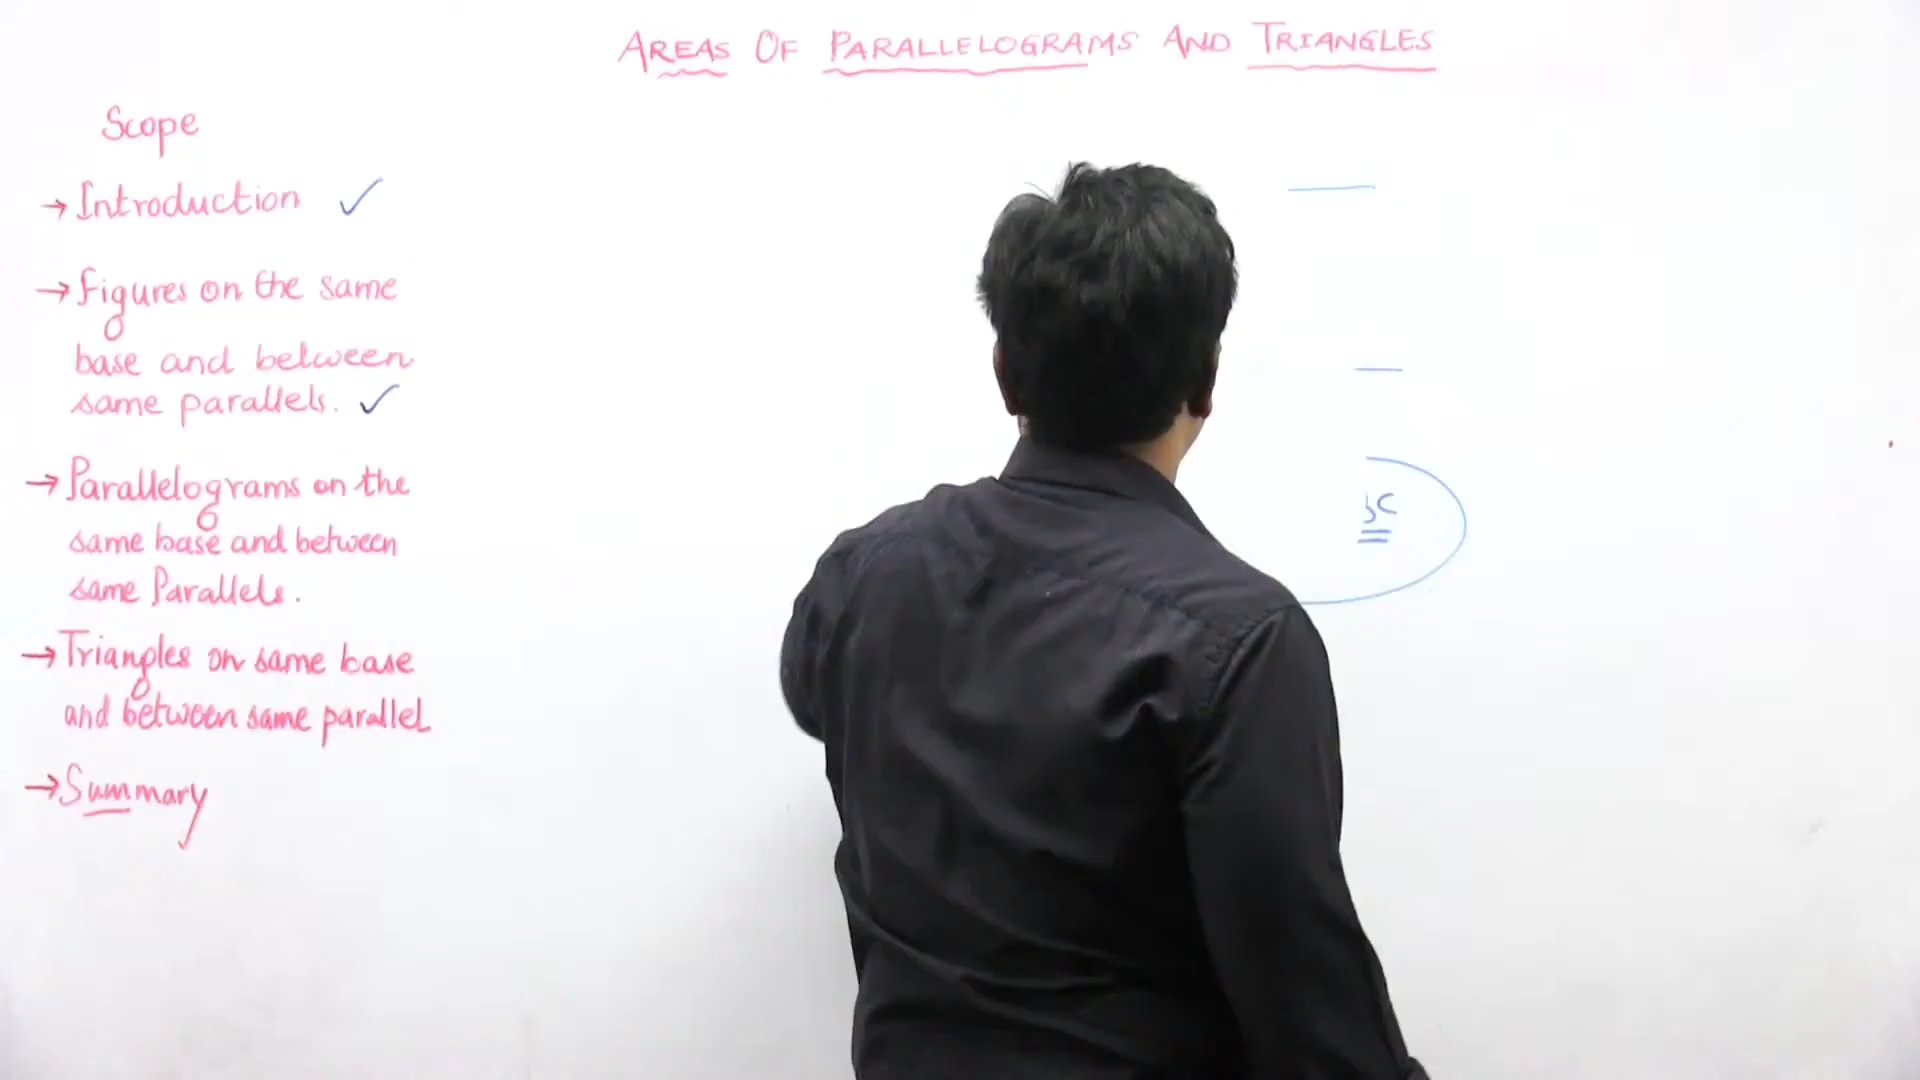 AREAS OF PARALLELOGRAMS AND TRIANGLES
Scope
→ Introduction ✓
→ Figures on the same
base and between
same parallels. ✓
→ Parallelograms on the
same base and between
same Parallels.
→ Triangles on same base
and between same parallel
→ Summary